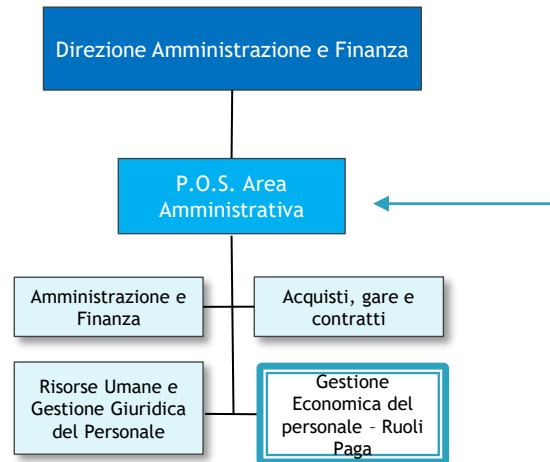 Direzione Amministrazione e Finanza
P.O.S. Area
Amministrativa
Amministrazione e
Finanza
Acquisti, gare e
contratti
Risorse Umane e
Gestione Giuridica
del Personale
Gestione
Economica del
personale – Ruoli
Paga